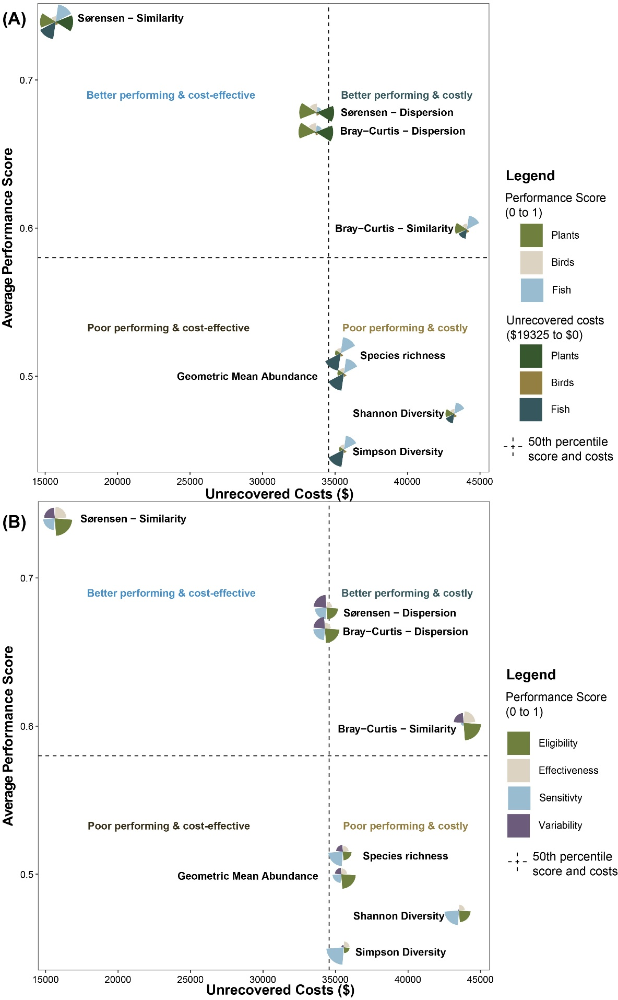 (A)
Sørensen − Similarity
0.7
Better performing & cost-effective
Better performing & costly
Sørensen − Dispersion
Bray−Curtis − Dispersion
Average Performance Score
Bray−Curtis − Similarity
0.6
Poor performing & cost-effective
Poor performing & costly
Species richness
Geometric Mean Abundance
0.5
Shannon Diversity
Simpson Diversity
15000 20000 25000 30000 35000 40000 45000
Unrecovered Costs ($)
Legend
Performance Score
(0 to 1)
Plants
Birds
Fish
Unrecovered costs
($19325 to $0)
Plants
Birds
Fish
50th percentile
score and costs
(B)
Sørensen − Similarity
0.7
Better performing & cost-effective
Better performing & costly
Sørensen − Dispersion
Bray−Curtis − Dispersion
Average Performance Score
0.6
Bray−Curtis − Similarity
Poor performing & cost-effective
Poor performing & costly
Species richness
0.5
Geometric Mean Abundance
Shannon Diversity
Simpson Diversity
15000 20000 25000 30000 35000 40000 45000
Unrecovered Costs ($)
Legend
Performance Score
(0 to 1)
Eligibility
Effectiveness
Sensitivty
Variability
50th percentile
score and costs